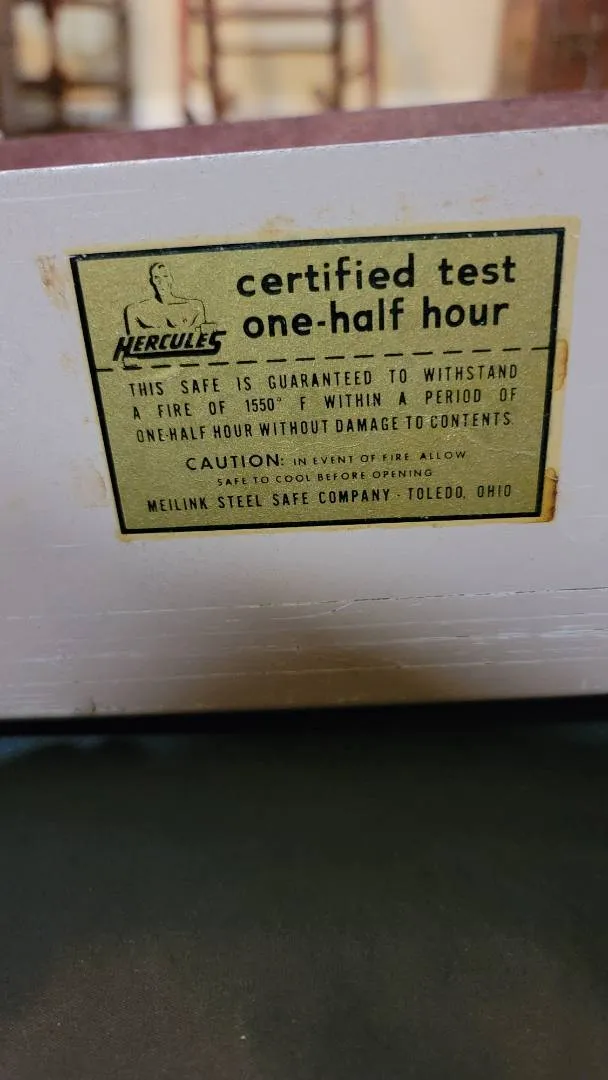 certified test
one-half hour
HERCULES
THIS SAFE IS GUARANTEED TO WITHSTAND
A FIRE OF 1550° F WITHIN A PERIOD OF
ONE-HALF HOUR WITHOUT DAMAGE TO CONTENTS.
CAUTION: IN EVENT OF FIRE ALLOW
SAFE TO COOL BEFORE OPENING
MEILINK STEEL SAFE COMPANY - TOLEDO, OHIO